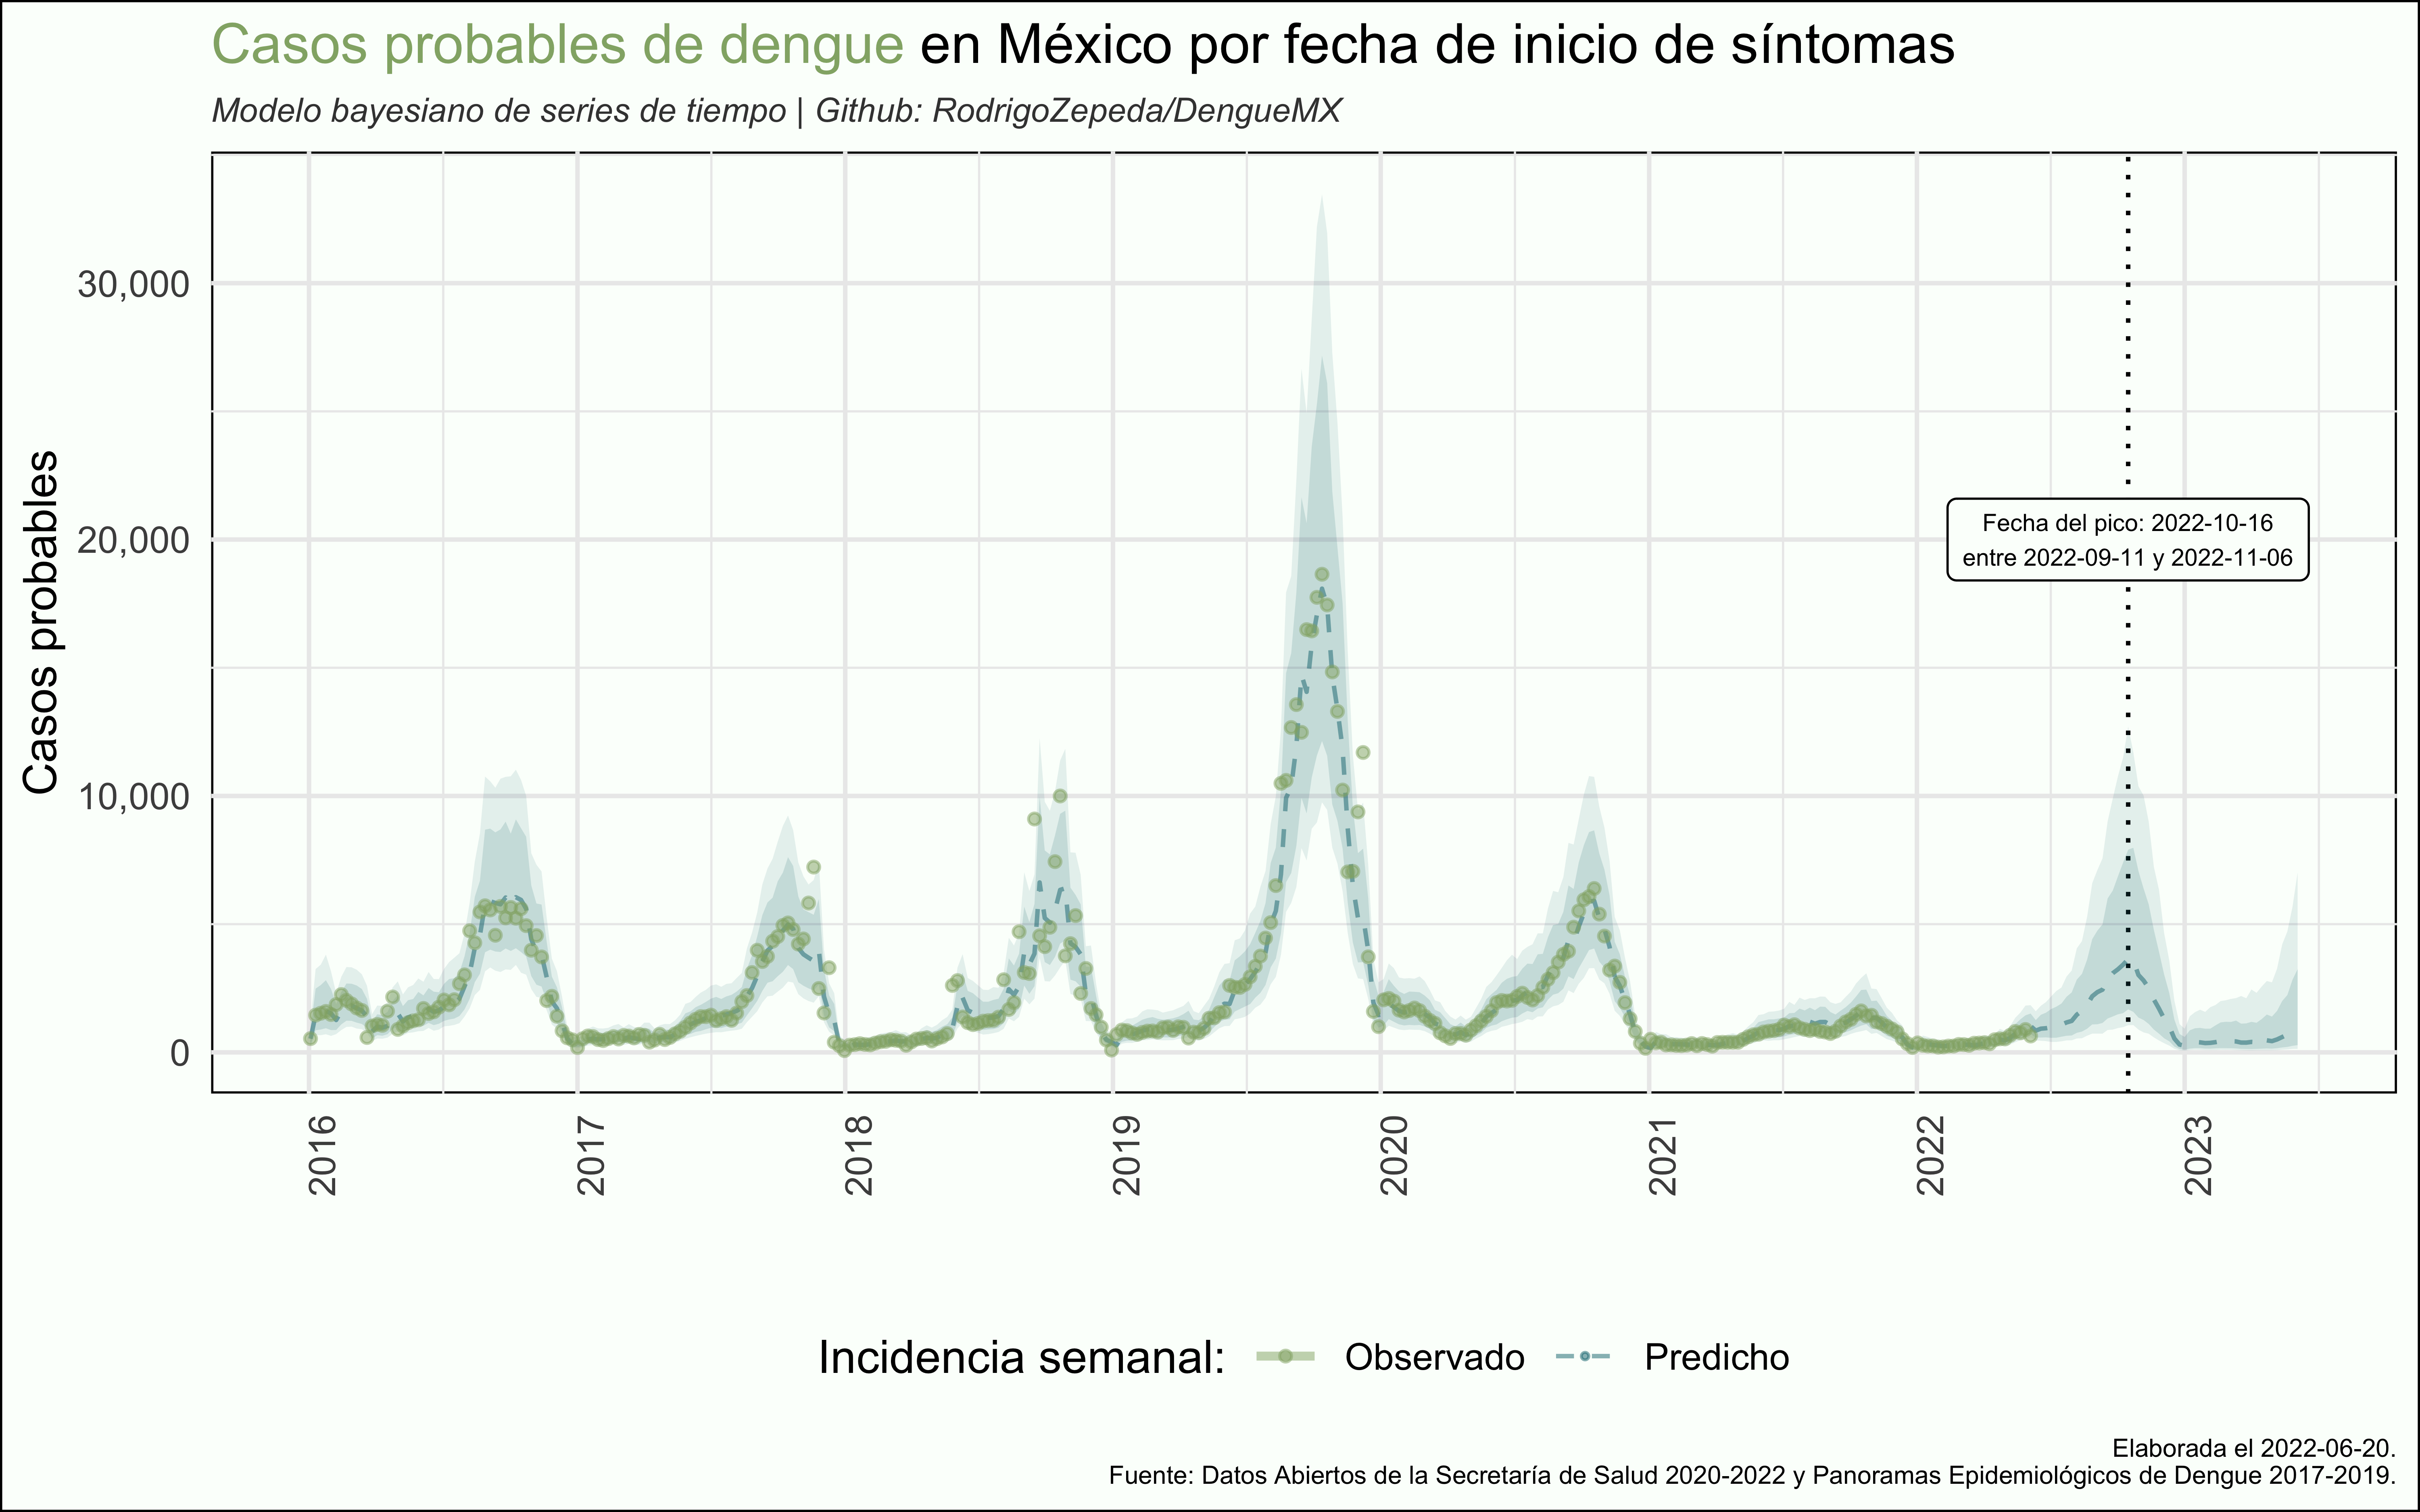 Casos probables de dengue en México por fecha de inicio de síntomas
Modelo bayesiano de series de tiempo | Github: RodrigoZepeda/DengueMX
Casos probables
30,000
20,000
10,000
0
Fecha del pico: 2022-10-16
entre 2022-09-11 y 2022-11-06
2016
2017
2018
2019
2020
2021
2022
2023
Incidencia semanal: Observado Predicho
Elaborada el 2022-06-20.
Fuente: Datos Abiertos de la Secretaría de Salud 2020-2022 y Panoramas Epidemiológicos de Dengue 2017-2019.